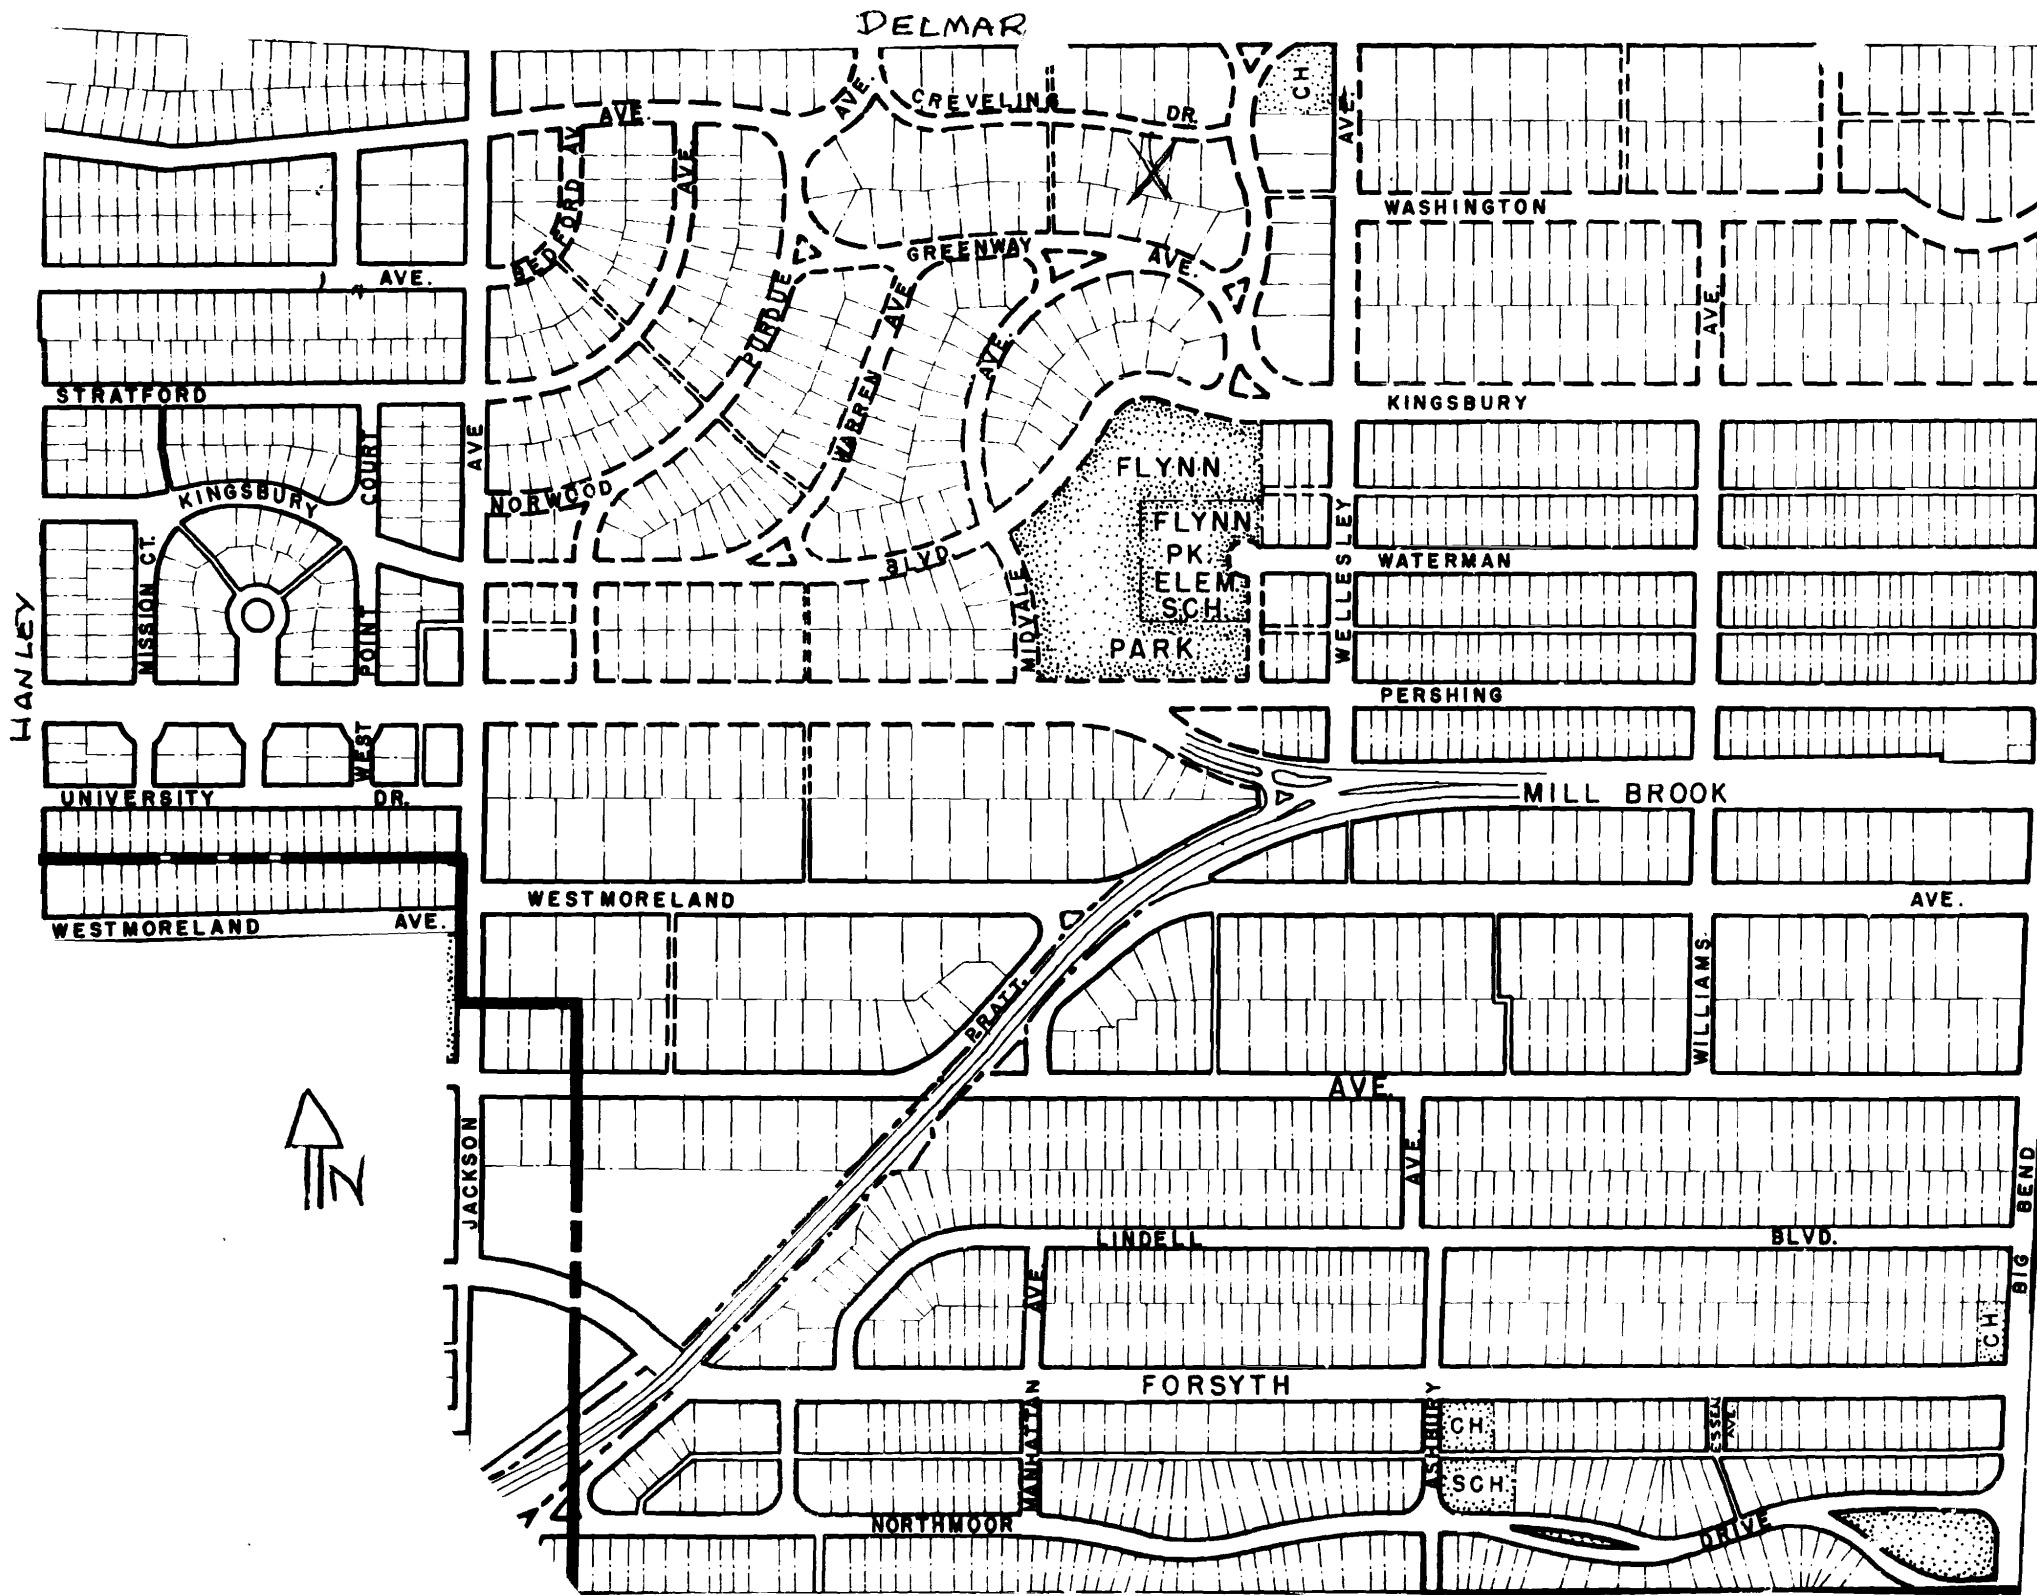 DELMAR
CH
AVE.
AVE.
CREVELING
DR.
AVE.
BEDFORD AV.
AVE.
WASHINGTON
GREENWAY
AVE.
AVE.
PURDUE
AVE.
AVE.
AVE.
STRATFORD
KINGSBURY
WARREN
AVE
COURT
FLYNN
KINGSBURY
NORWOOD
FLYNN
PK.
ELEM
SCH.
PARK
WELLESLEY
WATERMAN
BLVD.
MISSION CT.
HANLEY
MIDVALE
POINT
PERSHING
WEST
UNIVERSITY
DR.
MILL BROOK
WESTMORELAND
AVE.
WESTMORELAND
AVE.
WILLIAMS
PRATT.
AVE.
N
JACKSON
AVE.
BIG BEND
LINDELL
BLVD.
AVE.
CH.
FORSYTH
MANHATTAN
ASHBURY
CH.
ESSEX
AVE.
SCH.
NORTHMOOR
DRIVE